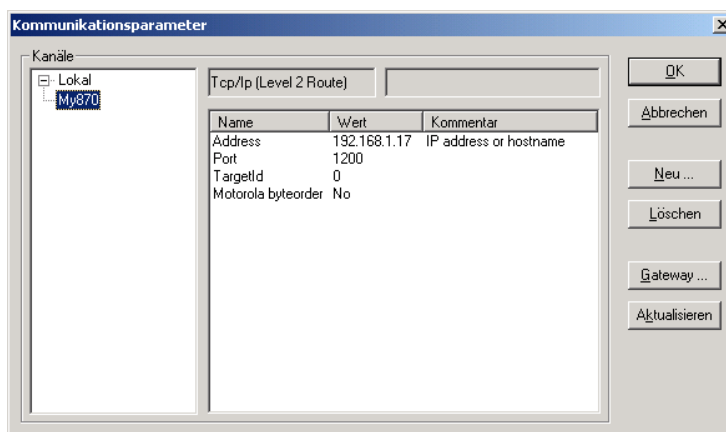 Kommunikationsparameter
Kanäle
Lokal
My870
Tcp/Ip (Level 2 Route)
Name Wert Kommentar
Address 192.168.1.17 IP address or hostname
Port 1200
TargetId 0
Motorola byteorder No
OK
Abbrechen
Neu ...
Löschen
Gateway ...
Aktualisieren